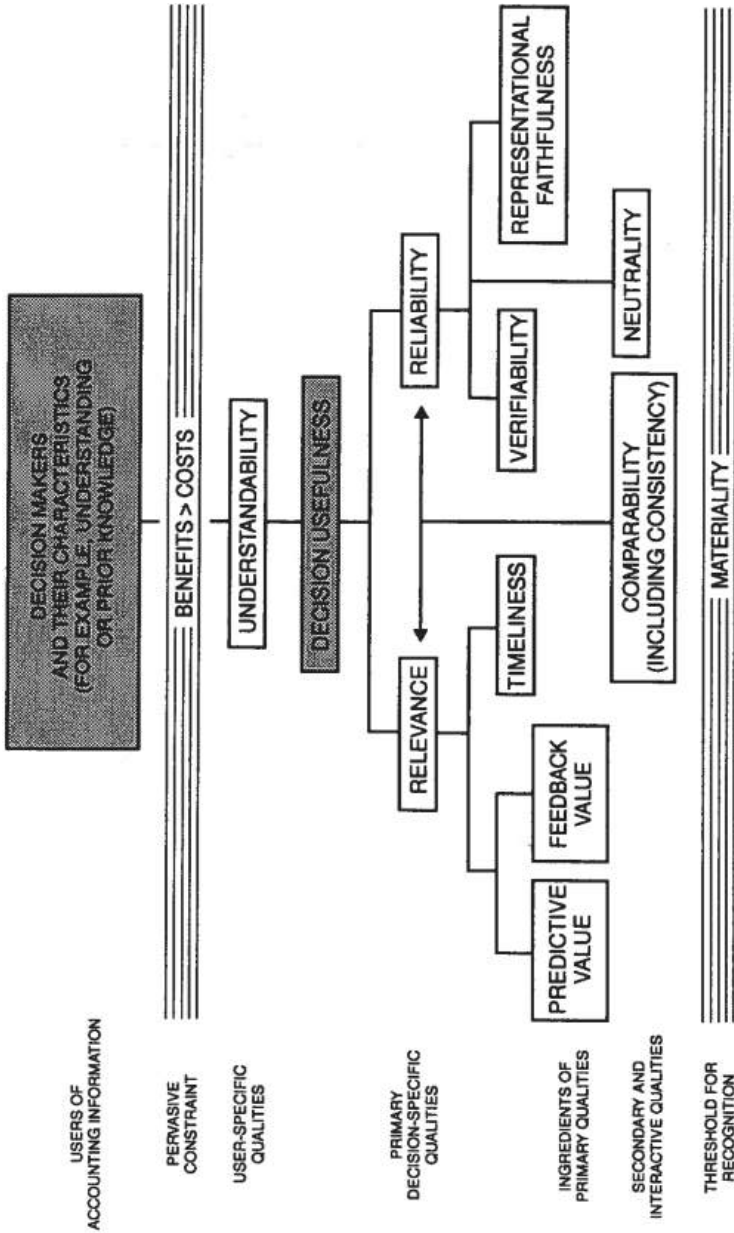 USERS OF
ACCOUNTING INFORMATION
DECISION MAKERS
AND THEIR CHARACTERISTICS
(FOR EXAMPLE, UNDERSTANDING
OR PRIOR KNOWLEDGE)
PERVASIVE
CONSTRAINT
BENEFITS > COSTS
USER-SPECIFIC
QUALITIES
UNDERSTANDABILITY
DECISION USEFULNESS
PRIMARY
DECISION-SPECIFIC
QUALITIES
RELEVANCE
RELIABILITY
INGREDIENTS OF
PRIMARY QUALITIES
PREDICTIVE
VALUE
FEEDBACK
VALUE
TIMELINESS
VERIFIABILITY
REPRESENTATIONAL
FAITHFULNESS
SECONDARY AND
INTERACTIVE QUALITIES
COMPARABILITY
(INCLUDING CONSISTENCY)
NEUTRALITY
THRESHOLD FOR
RECOGNITION
MATERIALITY